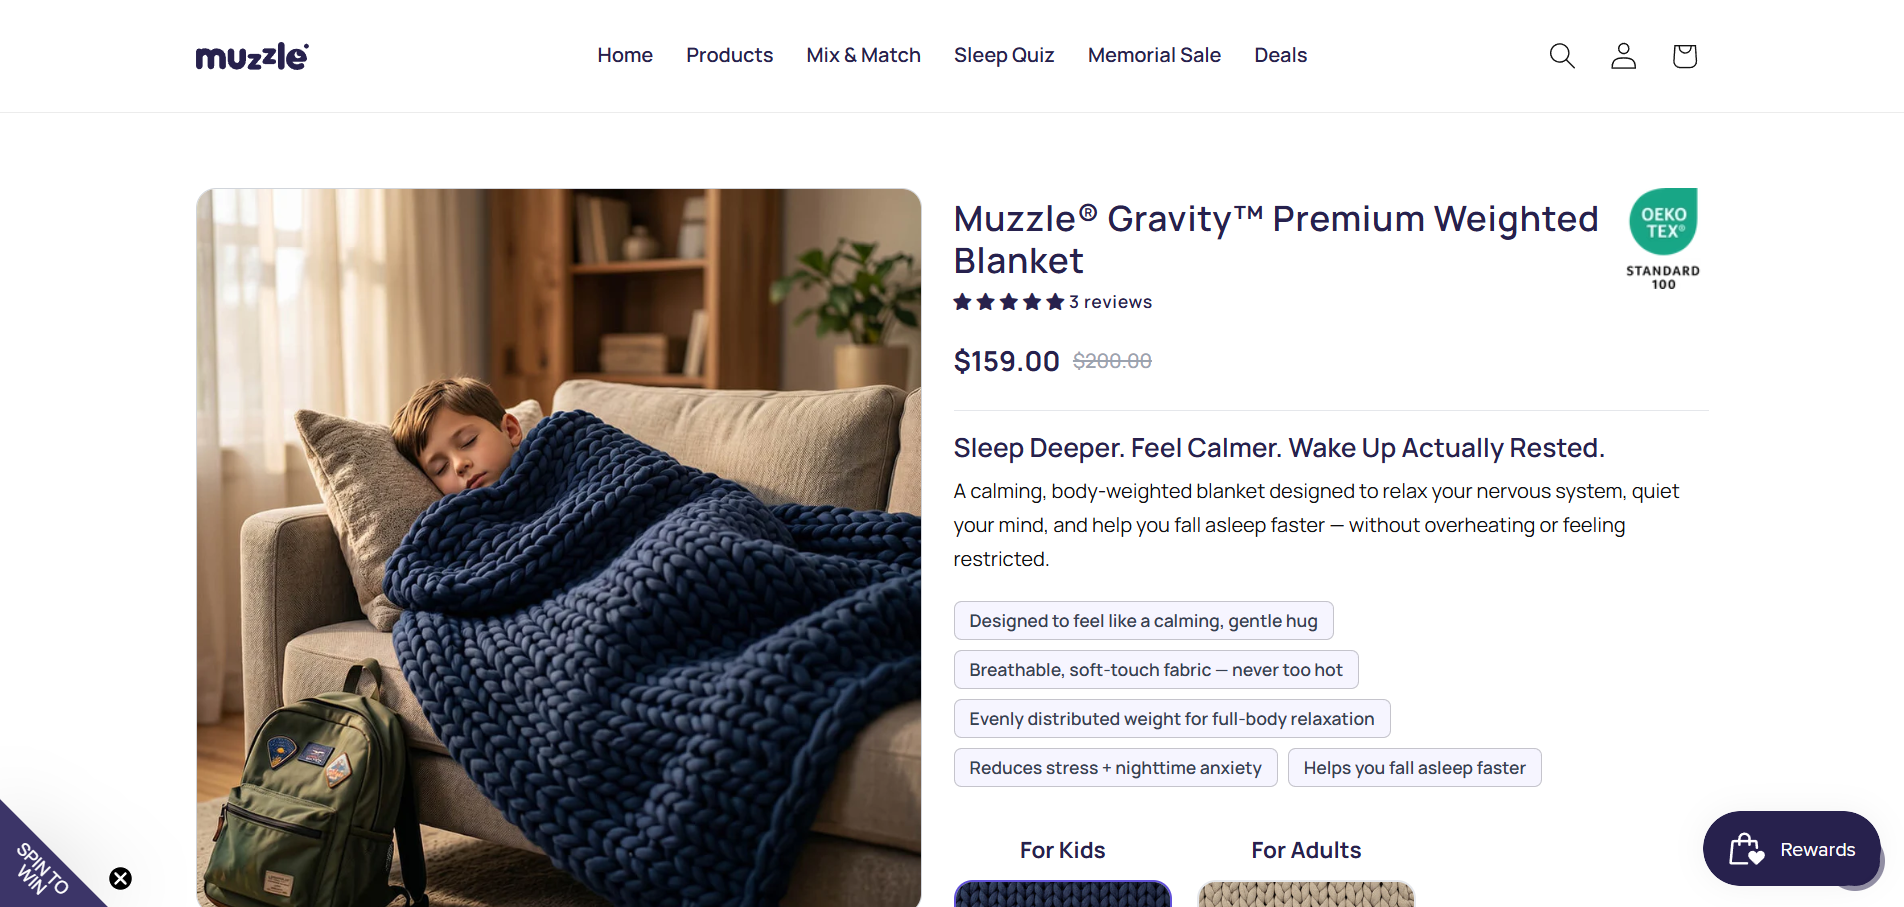 muzzle
Home
Products
Mix & Match
Sleep Quiz
Memorial Sale
Deals
Muzzle® Gravity™ Premium Weighted
Blanket
OEKO
TEX®
STANDARD
100
3 reviews
$159.00 $200.00
Sleep Deeper. Feel Calmer. Wake Up Actually Rested.
A calming, body-weighted blanket designed to relax your nervous system, quiet
your mind, and help you fall asleep faster — without overheating or feeling
restricted.
Designed to feel like a calming, gentle hug
Breathable, soft-touch fabric — never too hot
Evenly distributed weight for full-body relaxation
Reduces stress + nighttime anxiety
Helps you fall asleep faster
For Kids
For Adults
SPIN TO
WIN
Rewards